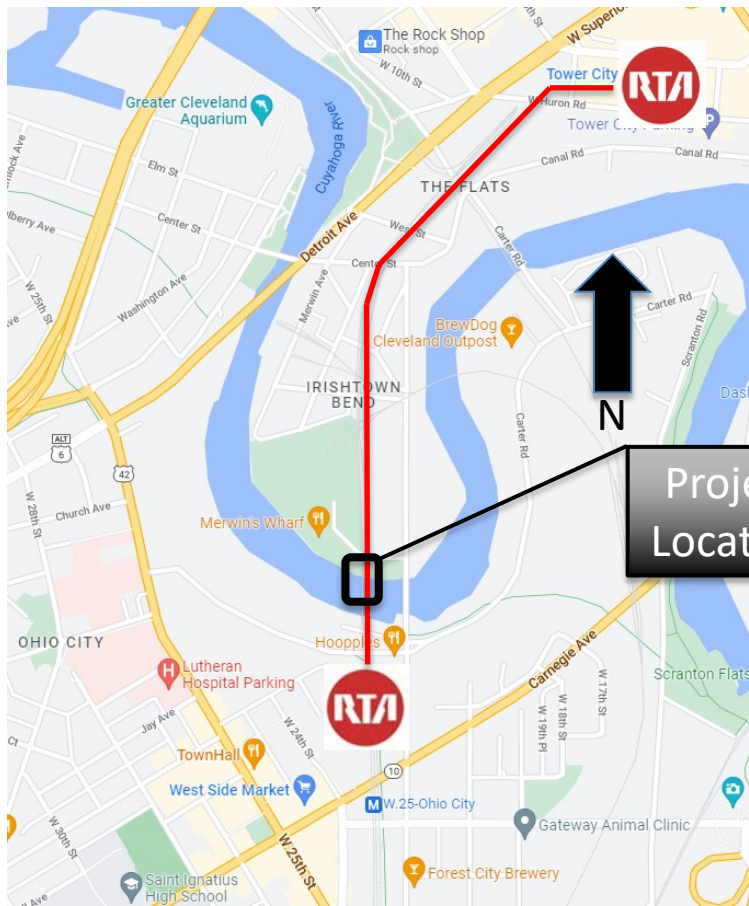 The Rock Shop
Rock shop
W Superior
W 10th St
Tower City
RTA
Greater Cleveland
Aquarium
W Huron Rd
Tower City Parking
Cuyahoga River
Canal Rd
Canal Rd
Elm St
THE FLATS
Center St
West St
Carter Rd
Detroit Ave
Center St
W 25th St
Washington Ave
Merwin Ave
Carter Rd
BrewDog
Cleveland Outpost
Scranton Rd
IRISHTOWN
BEND
N
ALT
6
42
Carter Rd
W 28th St
Church Ave
Merwin's Wharf
OHIO CITY
Hoopples
Carnegie Ave
Lutheran
Hospital Parking
RTA
W 17th St
W 18th St
W 19th Pl
Scranton Flats
Jay Ave
W 24th St
TownHall
10
West Side Market
W.25-Ohio City
Gateway Animal Clinic
W 30th St
W 25th St
Forest City Brewery
Saint Ignatius
High School